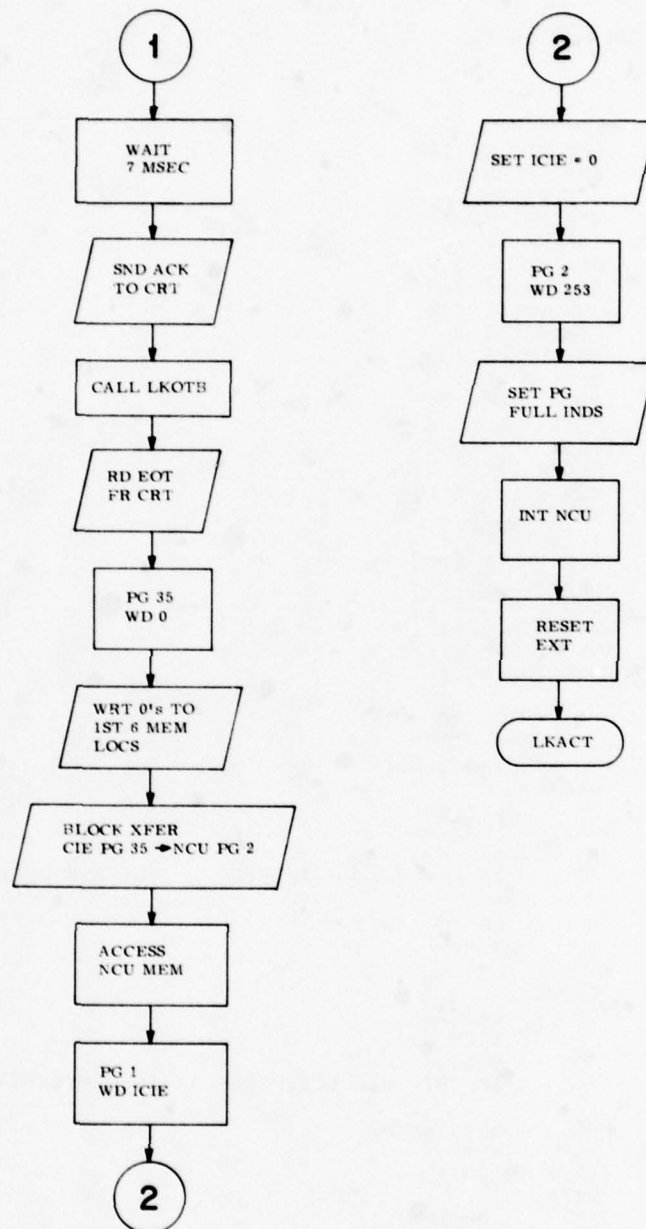 1
WAIT
7 MSEC
SND ACK
TO CRT
CALL LKOTB
RD EOT
FR CRT
PG 35
WD 0
WRT 0's TO
1ST 6 MEM
LOCS
BLOCK XFER
CIE PG 35 → NCU PG 2
ACCESS
NCU MEM
PG 1
WD ICIE
2
2
SET ICIE = 0
PG 2
WD 253
SET PG
FULL INDS
INT NCU
RESET
EXT
LKACT